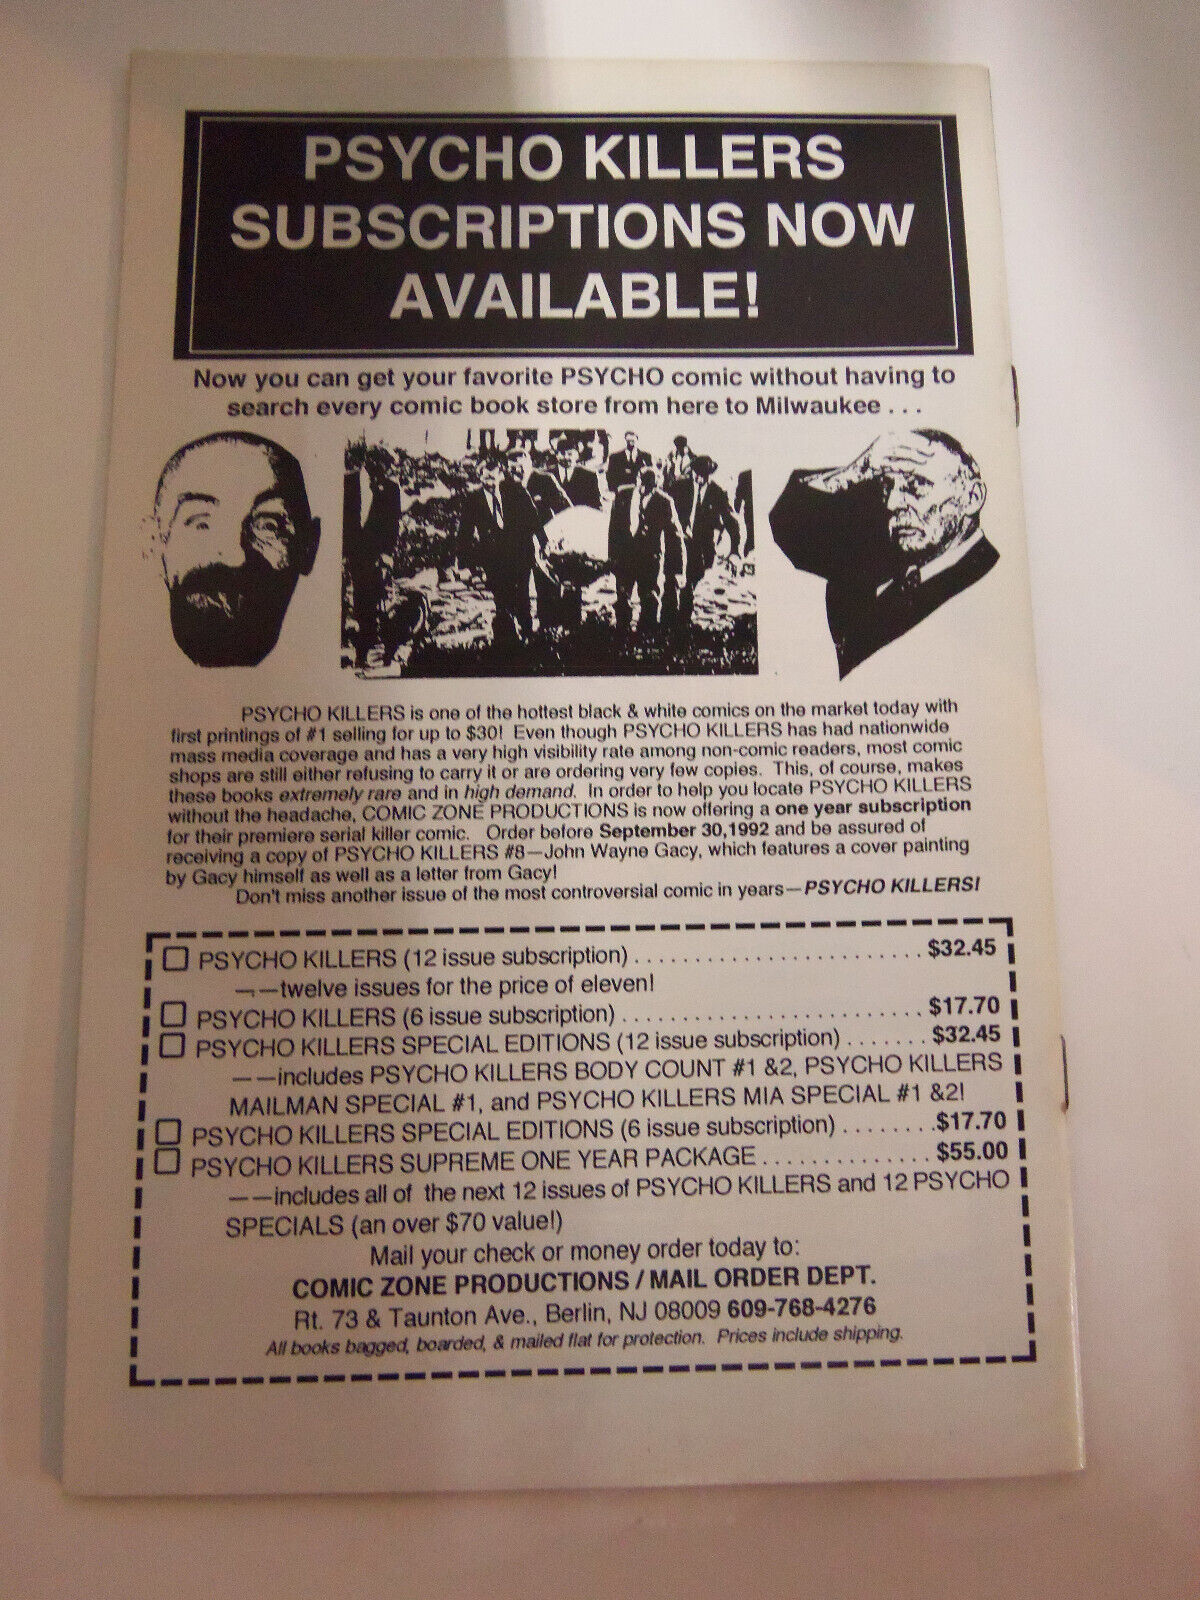 PSYCHO KILLERS
SUBSCRIPTIONS NOW
AVAILABLE!
Now you can get your favorite PSYCHO comic without having to
search every comic book store from here to Milwaukee . . .
PSYCHO KILLERS is one of the hottest black & white comics on the market today with
first printings of #1 selling for up to $30! Even though PSYCHO KILLERS has had nationwide
mass media coverage and has a very high visibility rate among non-comic readers, most comic
shops are still either refusing to carry it or are ordering very few copies. This, of course, makes
these books extremely rare and in high demand. In order to help you locate PSYCHO KILLERS
without the headache, COMIC ZONE PRODUCTIONS is now offering a one year subscription
for their premiere serial killer comic. Order before September 30,1992 and be assured of
receiving a copy of PSYCHO KILLERS #8—John Wayne Gacy, which features a cover painting
by Gacy himself as well as a letter from Gacy!
Don't miss another issue of the most controversial comic in years—PSYCHO KILLERS!
PSYCHO KILLERS (12 issue subscription) . . . . . . . . . . . . . . . . . . . . . . . . . $32.45
——twelve issues for the price of eleven!
PSYCHO KILLERS (6 issue subscription) . . . . . . . . . . . . . . . . . . . . . . . . . . $17.70
PSYCHO KILLERS SPECIAL EDITIONS (12 issue subscription) . . . . . . . $32.45
——includes PSYCHO KILLERS BODY COUNT #1 &2, PSYCHO KILLERS
MAILMAN SPECIAL #1, and PSYCHO KILLERS MIA SPECIAL #1 &2!
PSYCHO KILLERS SPECIAL EDITIONS (6 issue subscription) . . . . . . . . .$17.70
PSYCHO KILLERS SUPREME ONE YEAR PACKAGE . . . . . . . . . . . . . . $55.00
——includes all of the next 12 issues of PSYCHO KILLERS and 12 PSYCHO
SPECIALS (an over $70 value!)
Mail your check or money order today to:
COMIC ZONE PRODUCTIONS / MAIL ORDER DEPT.
Rt. 73 & Taunton Ave., Berlin, NJ 08009 609-768-4276
All books bagged, boarded, & mailed flat for protection. Prices include shipping.